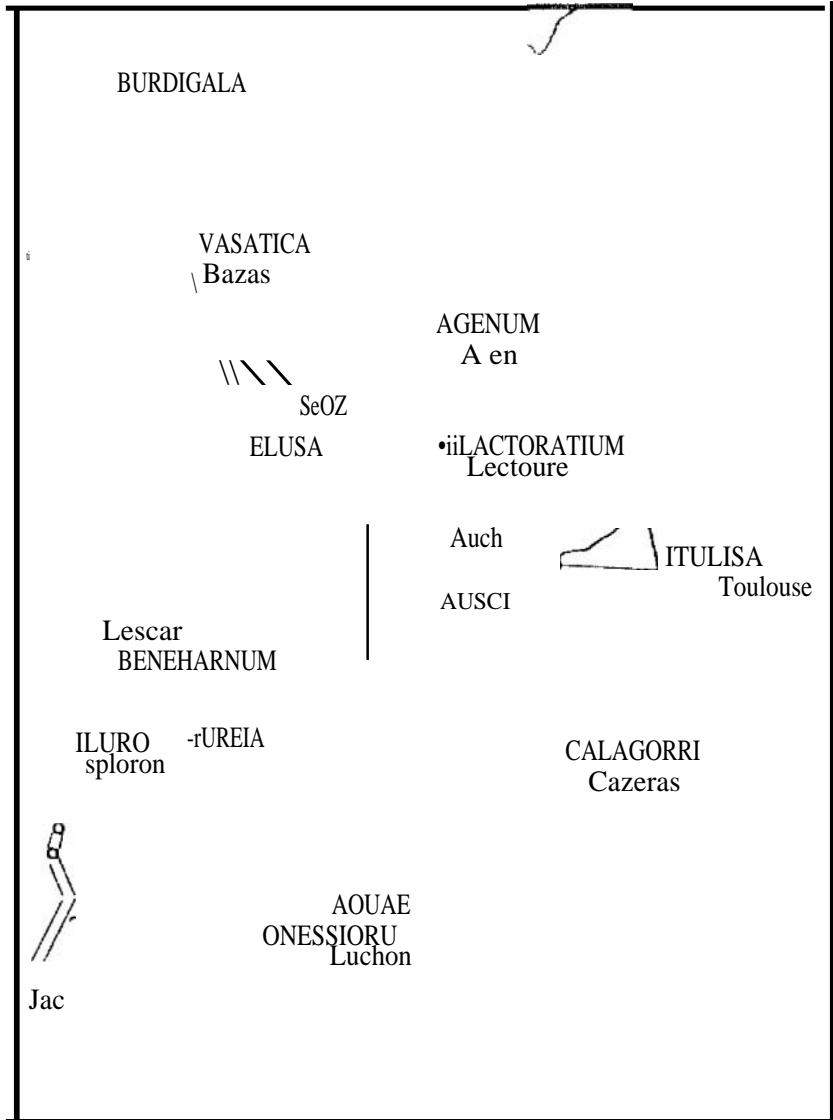 BURDIGALA
VASATICA
Bazas
AGENUM
A en
SeOZ
ELUSA
•iiLACTORATIUM
Lectoure
Auch
ITULISA
Toulouse
AUSCI
Lescar
BENEHARNUM
ILURO
-rUREIA
sploron
CALAGORRI
Cazeras
AOUAE
ONESSIORU
Luchon
Jac